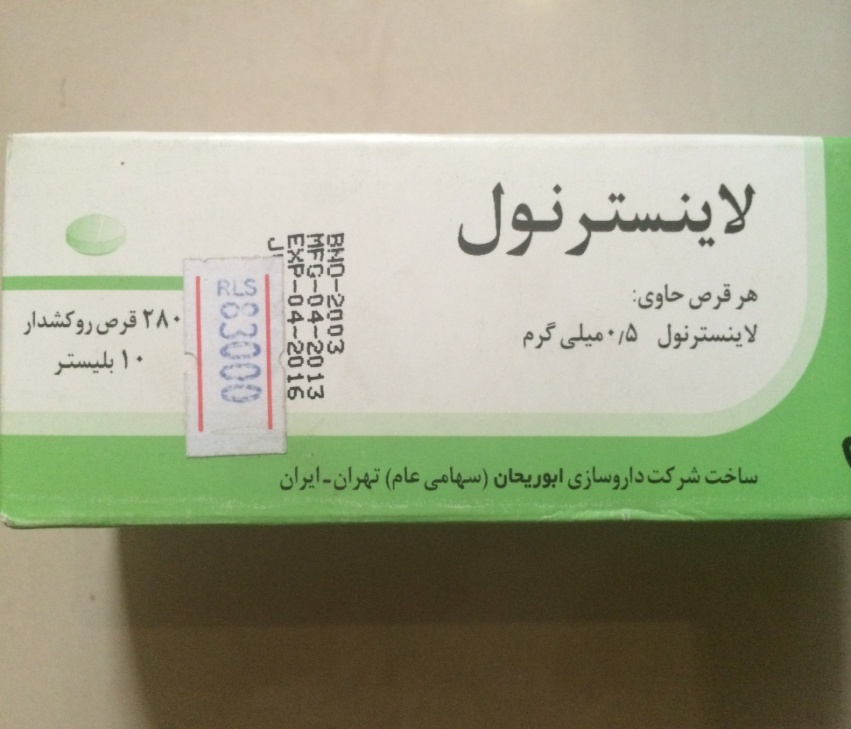 لاینسترنول
هر قرص حاوی:
لاینسترنول ۰/۵ میلی گرم
BNO-2003
MFG-04-2013
EXP-04-2016
RLS
83000
۲۸۰ قرص روکشدار
۱۰ بلیستر
ساخت شرکت داروسازی ابوریحان (سهامی عام) تهران-ایران